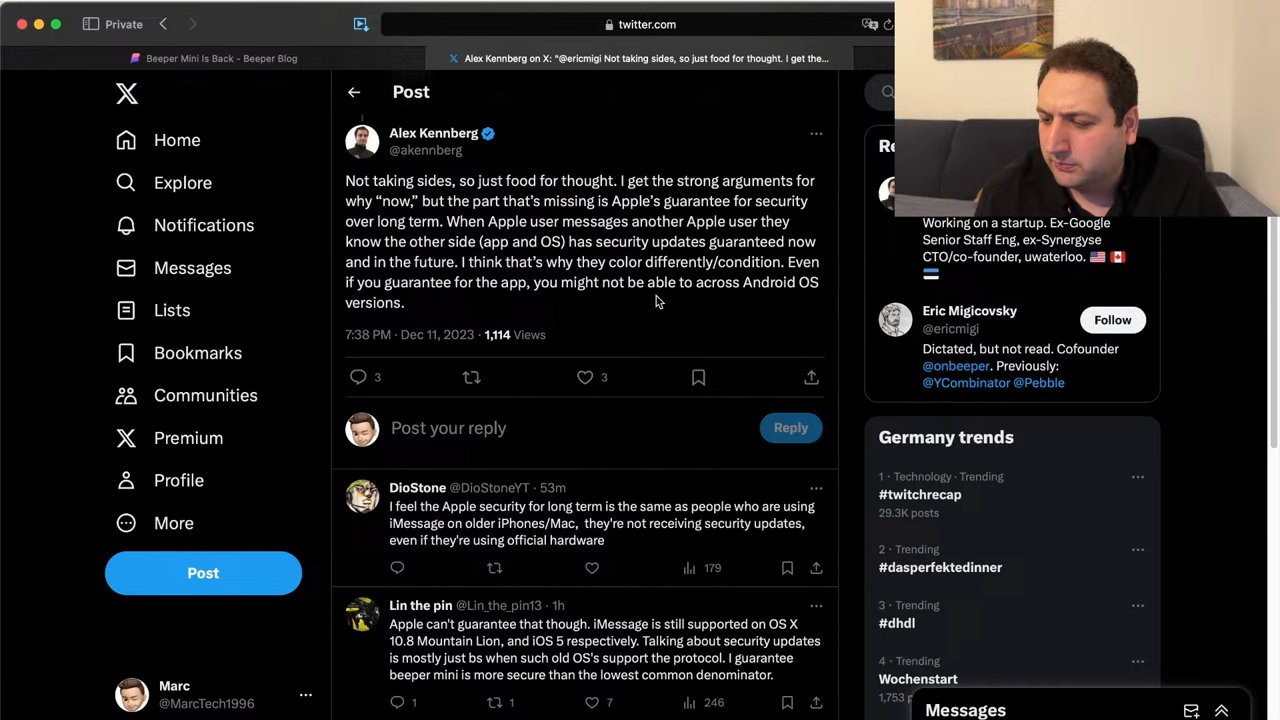 Private
twitter.com
Beeper Mini Is Back - Beeper Blog
Alex Kennberg on X: "@ericmigi Not taking sides, so just food for thought. I get the...
Home
Explore
Notifications
Messages
Lists
Bookmarks
Communities
Premium
Profile
More
Post
Marc
@MarcTech1996
Post
Alex Kennberg
@akennberg
Not taking sides, so just food for thought. I get the strong arguments for
why “now,” but the part that’s missing is Apple’s guarantee for security
over long term. When Apple user messages another Apple user they
know the other side (app and OS) has security updates guaranteed now
and in the future. I think that’s why they color differently/condition. Even
if you guarantee for the app, you might not be able to across Android OS
versions.
7:38 PM · Dec 11, 2023 · 1,114 Views
3
3
Post your reply
Reply
DioStone @DioStoneYT · 53m
I feel the Apple security for long term is the same as people who are using
iMessage on older iPhones/Mac, they're not receiving security updates,
even if they're using official hardware
179
Lin the pin @Lin_the_pin13 · 1h
Apple can't guarantee that though. iMessage is still supported on OS X
10.8 Mountain Lion, and iOS 5 respectively. Talking about security updates
is mostly just bs when such old OS's support the protocol. I guarantee
beeper mini is more secure than the lowest common denominator.
1
1
7
246
Re
Working on a startup. Ex-Google
Senior Staff Eng, ex-Synergyse
CTO/co-founder, uwaterloo.
Eric Migicovsky
@ericmigi
Follow
Dictated, but not read. Cofounder
@onbeeper. Previously:
@YCombinator @Pebble
Germany trends
1 · Technology · Trending
#twitchrecap
29.3K posts
2 · Trending
#dasperfektedinner
3 · Trending
#dhdl
4 · Trending
Wochenstart
1,753
Messages